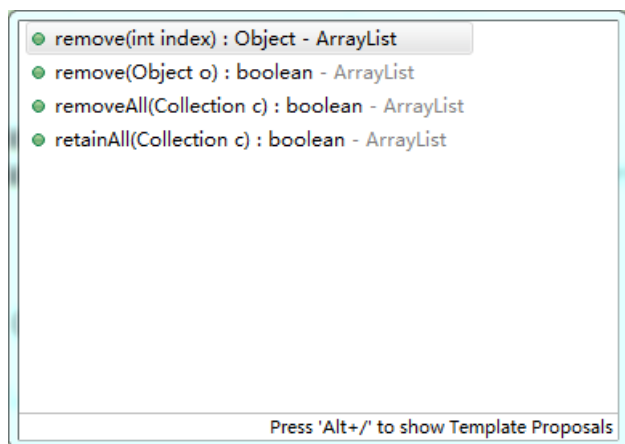 remove(int index) : Object - ArrayList
remove(Object o) : boolean - ArrayList
removeAll(Collection c) : boolean - ArrayList
retainAll(Collection c) : boolean - ArrayList
Press 'Alt+/' to show Template Proposals